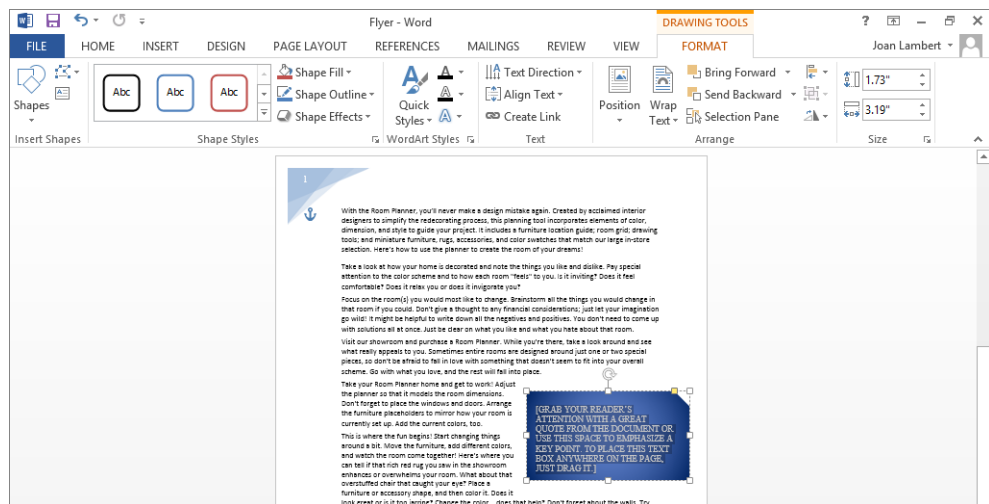 Flyer - Word
DRAWING TOOLS
?
FILE HOME INSERT DESIGN PAGE LAYOUT REFERENCES MAILINGS REVIEW VIEW FORMAT Joan Lambert
Shapes
Insert Shapes
Abc Abc Abc
Shape Fill
Shape Outline
Shape Effects
Shape Styles
Quick
Styles
WordArt Styles
Text Direction
Align Text
Create Link
Text
Position
Wrap
Text
Bring Forward
Send Backward
Selection Pane
Arrange
1.73"
3.19"
Size
1
With the Room Planner, you'll never make a design mistake again. Created by acclaimed interior
designers to simplify the redecorating process, this planning tool incorporates elements of color,
dimension, and style to guide your project. It includes a furniture location guide; room grid; drawing
tools; and miniature furniture, rugs, accessories, and color swatches that match our large in-store
selection. Here's how to use the planner to create the room of your dreams!
Take a look at how your home is decorated and note the things you like and dislike. Pay special
attention to the color scheme and to how each room "feels" to you. Is it inviting? Does it feel
comfortable? Does it relax you or does it invigorate you?
Focus on the room(s) you would most like to change. Brainstorm all the things you would change in
that room if you could. Don't give a thought to any financial considerations; just let your imagination
go wild! It might be helpful to write down all the negatives and positives. You don't need to come up
with solutions all at once. Just be clear on what you like and what you hate about that room.
Visit our showroom and purchase a Room Planner. While you're there, take a look around and see
what really appeals to you. Sometimes entire rooms are designed around just one or two special
pieces, so don't be afraid to fall in love with something that doesn't seem to fit into your overall
scheme. Go with what you love, and the rest will fall into place.
Take your Room Planner home and get to work! Adjust
the planner so that it models the room dimensions.
Don't forget to place the windows and doors. Arrange
the furniture placeholders to mirror how your room is
currently set up. Add the current colors, too.
This is where the fun begins! Start changing things
around a bit. Move the furniture, add different colors,
and watch the room come together! Here's where you
can tell if that rich red rug you saw in the showroom
enhances or overwhelms your room. What about that
overstuffed chair that caught your eye? Place a
furniture or accessory shape, and then color it. Does it
look great or is it too jarring? Change the color... does that help? Don't forget about the walls. Try
[GRAB YOUR READER'S
ATTENTION WITH A GREAT
QUOTE FROM THE DOCUMENT OR
USE THIS SPACE TO EMPHASIZE A
KEY POINT. TO PLACE THIS TEXT
BOX ANYWHERE ON THE PAGE,
JUST DRAG IT.]